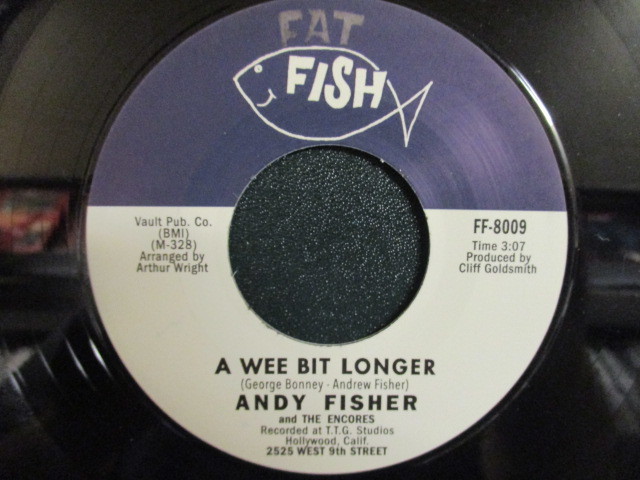 FAT
FISH
Vault Pub. Co.
(BMI)
(M-328)
Arranged by
Arthur Wright
FF-8009
Time 3:07
Produced by
Cliff Goldsmith
A WEE BIT LONGER
(George Bonney - Andrew Fisher)
ANDY FISHER
and THE ENCORES
Recorded at T.T.G. Studios
Hollywood, Calif.
2525 WEST 9th STREET